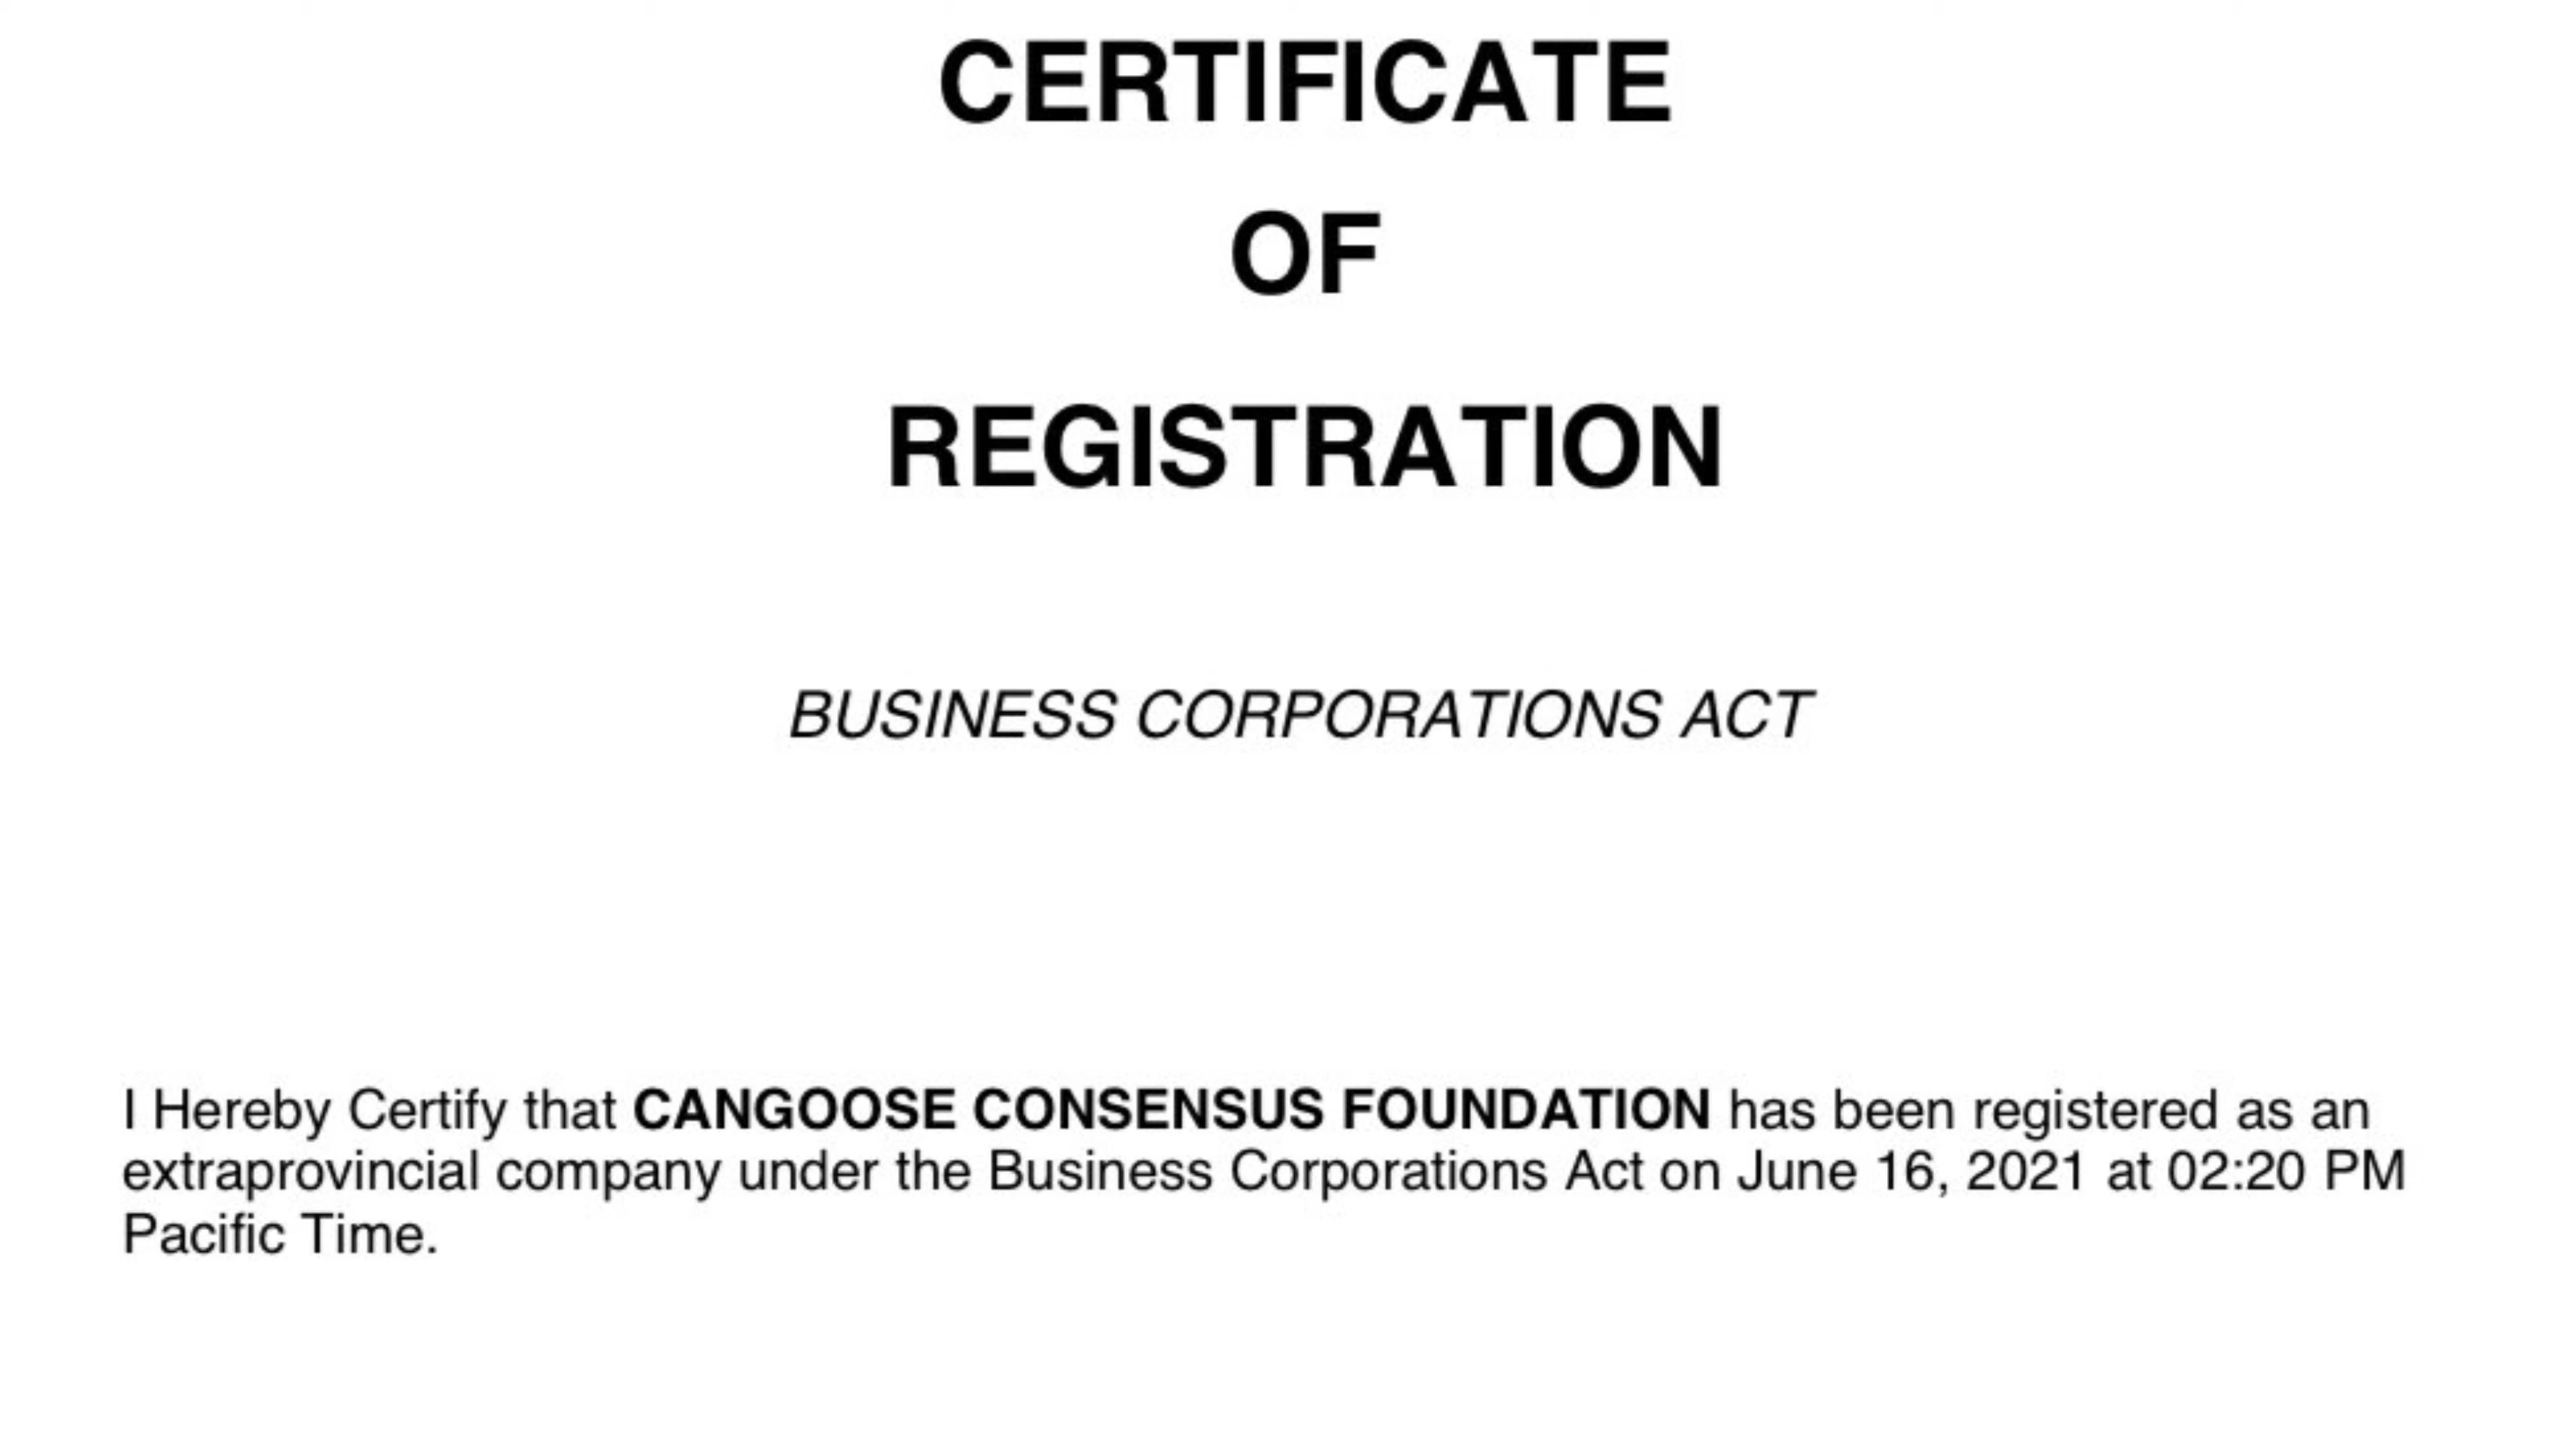 CERTIFICATE
OF
REGISTRATION
BUSINESS CORPORATIONS ACT
I Hereby Certify that CANGOOSE CONSENSUS FOUNDATION has been registered as an
extraprovincial company under the Business Corporations Act on June 16, 2021 at 02:20 PM
Pacific Time.